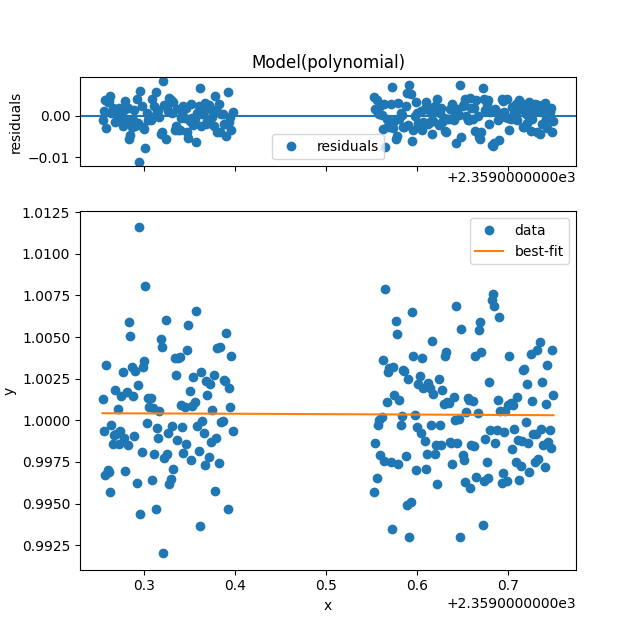 Model(polynomial)
residuals
0.00
−0.01
residuals
+2.3590000000e3
y
1.0125
1.0100
1.0075
1.0050
1.0025
1.0000
0.9975
0.9950
0.9925
data
best-fit
0.3 0.4 0.5 0.6 0.7
x
+2.3590000000e3